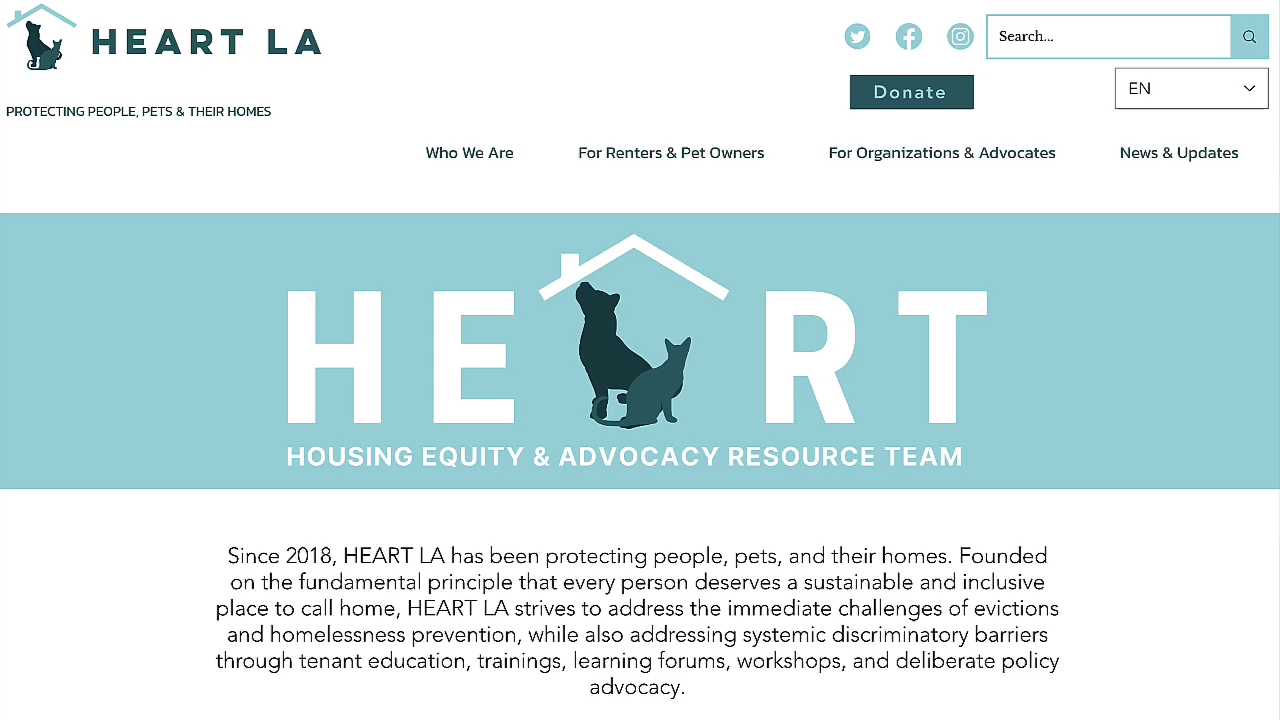 HEART LA
Search...
Donate
EN
PROTECTING PEOPLE, PETS & THEIR HOMES
Who We Are
For Renters & Pet Owners
For Organizations & Advocates
News & Updates
HE RT
HOUSING EQUITY & ADVOCACY RESOURCE TEAM
Since 2018, HEART LA has been protecting people, pets, and their homes. Founded
on the fundamental principle that every person deserves a sustainable and inclusive
place to call home, HEART LA strives to address the immediate challenges of evictions
and homelessness prevention, while also addressing systemic discriminatory barriers
through tenant education, trainings, learning forums, workshops, and deliberate policy
advocacy.